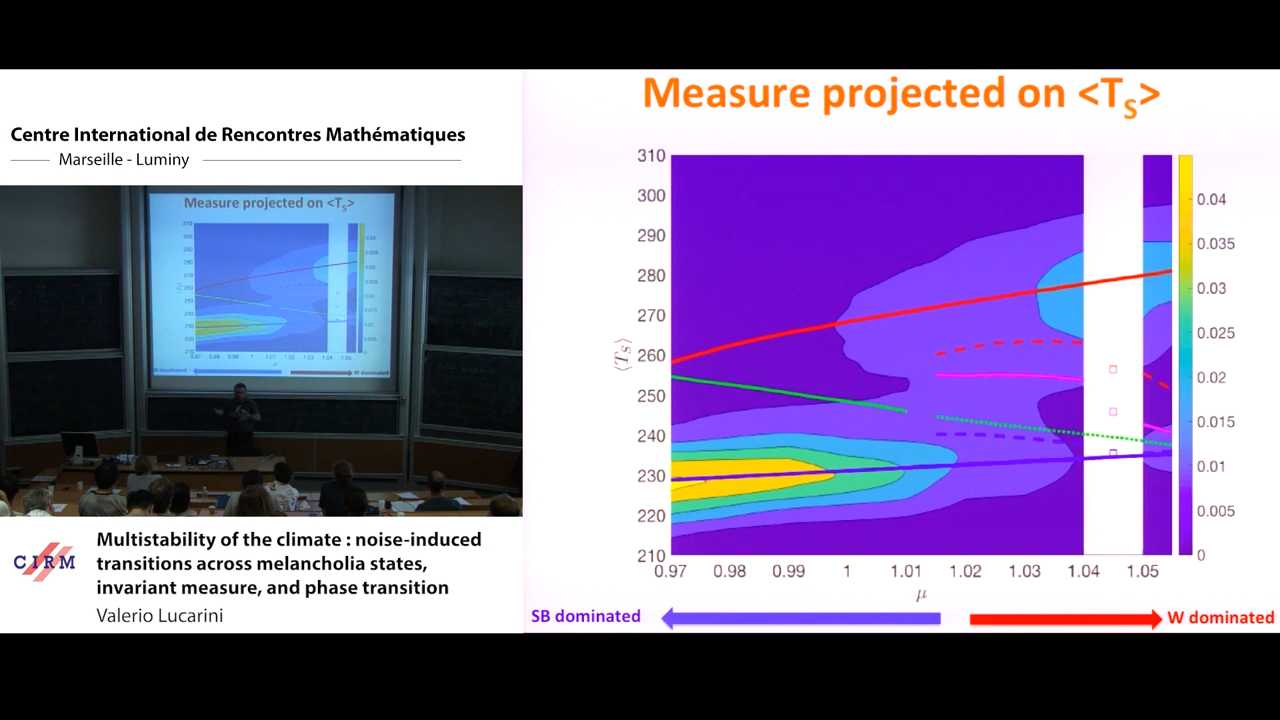 Centre International de Rencontres Mathématiques
Marseille - Luminy
Measure projected on <Ts>
CIRM
Multistability of the climate : noise-induced
transitions across melancholia states,
invariant measure, and phase transition
Valerio Lucarini
Measure projected on <Ts>
310
300
290
280
270
260
250
240
230
220
210
⟨Ts⟩
0.97 0.98 0.99 1 1.01 1.02 1.03 1.04 1.05
μ
0.04
0.035
0.03
0.025
0.02
0.015
0.01
0.005
0
SB dominated
W dominated